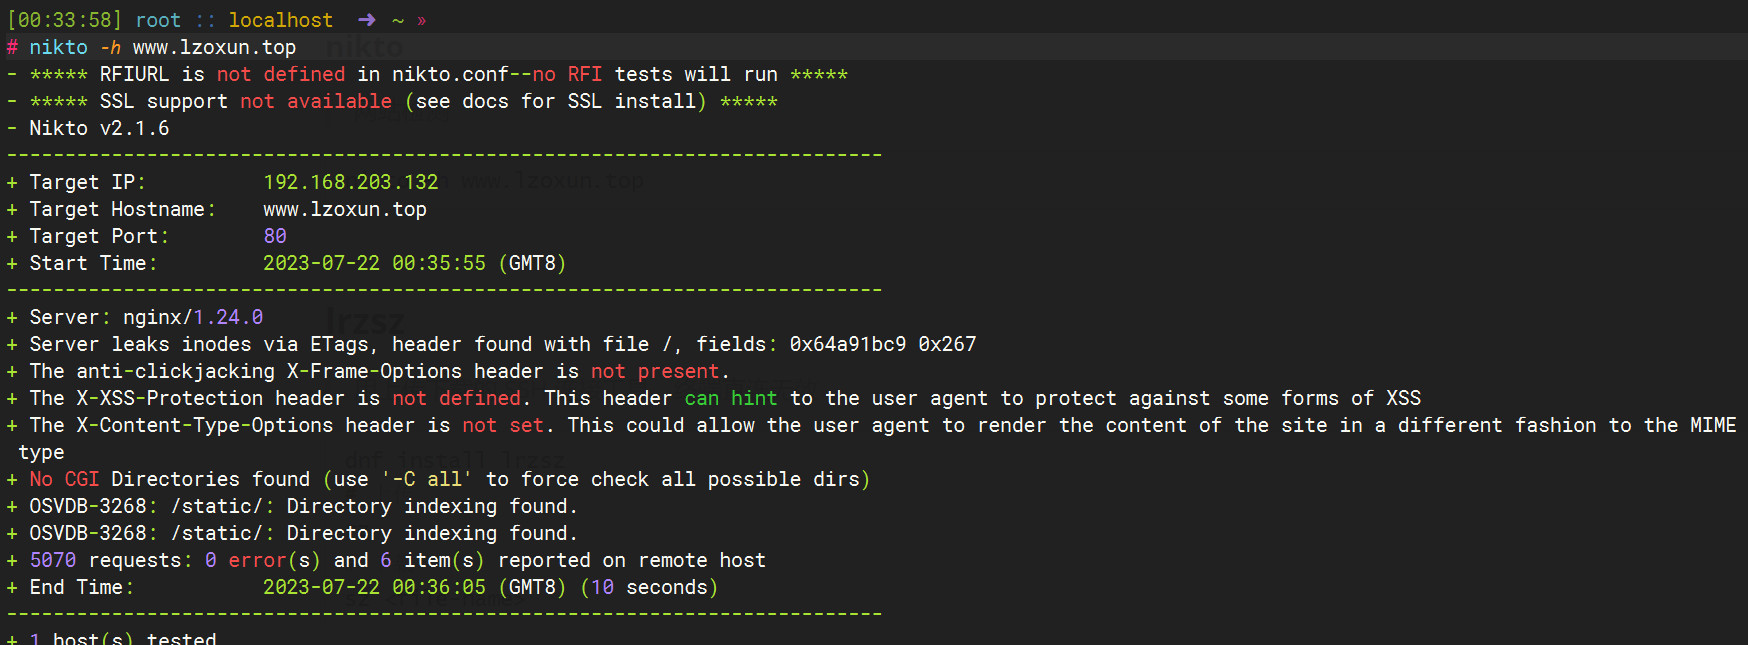 [00:33:58] root :: localhost ➜ ~ »
# nikto -h www.lzoxun.top
- ***** RFIURL is not defined in nikto.conf--no RFI tests will run *****
- ***** SSL support not available (see docs for SSL install) *****
- Nikto v2.1.6
---------------------------------------------------------------------------
+ Target IP:          192.168.203.132
+ Target Hostname:    www.lzoxun.top
+ Target Port:        80
+ Start Time:         2023-07-22 00:35:55 (GMT8)
---------------------------------------------------------------------------
+ Server: nginx/1.24.0
+ Server leaks inodes via ETags, header found with file /, fields: 0x64a91bc9 0x267
+ The anti-clickjacking X-Frame-Options header is not present.
+ The X-XSS-Protection header is not defined. This header can hint to the user agent to protect against some forms of XSS
+ The X-Content-Type-Options header is not set. This could allow the user agent to render the content of the site in a different fashion to the MIME
type
+ No CGI Directories found (use '-C all' to force check all possible dirs)
+ OSVDB-3268: /static/: Directory indexing found.
+ OSVDB-3268: /static/: Directory indexing found.
+ 5070 requests: 0 error(s) and 6 item(s) reported on remote host
+ End Time:           2023-07-22 00:36:05 (GMT8) (10 seconds)
---------------------------------------------------------------------------
+ 1 host(s) tested
nikto
www.lzoxun.top
lrzsz
dnf install lrzsz